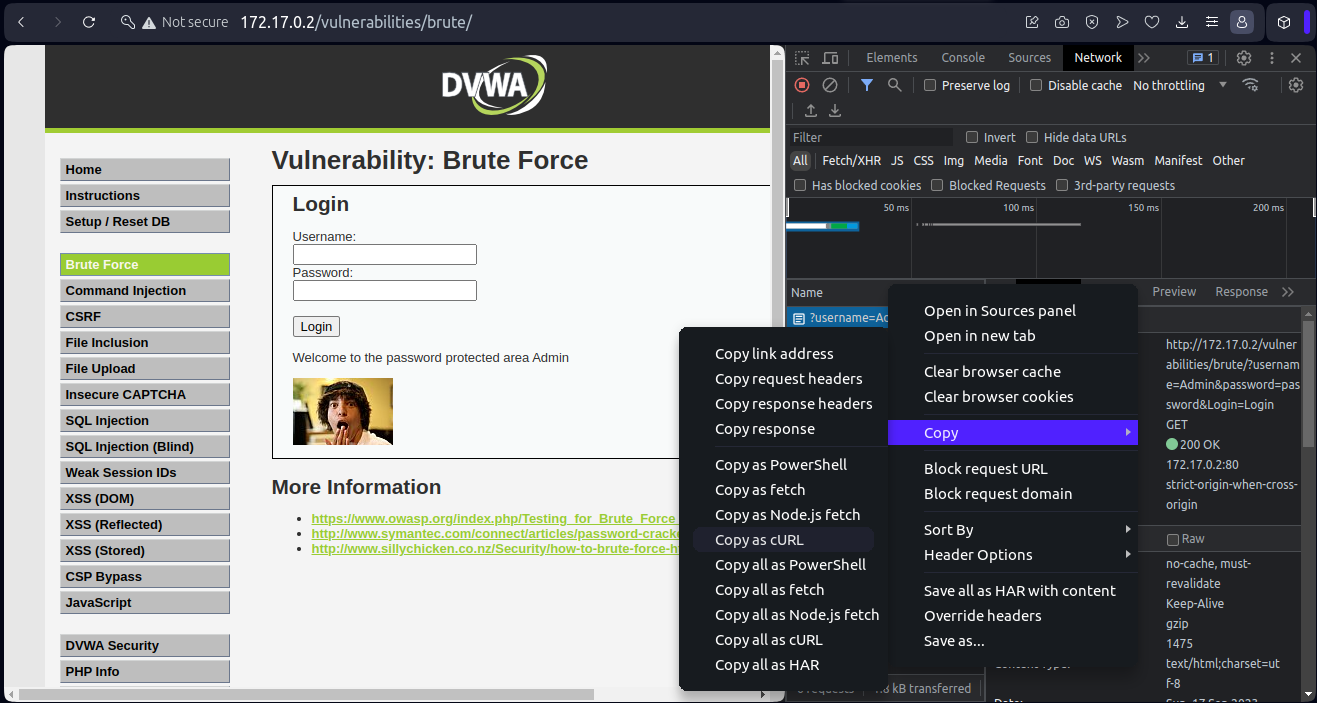 Not secure 172.17.0.2/vulnerabilities/brute/
DVWA
Home
Instructions
Setup / Reset DB
Brute Force
Command Injection
CSRF
File Inclusion
File Upload
Insecure CAPTCHA
SQL Injection
SQL Injection (Blind)
Weak Session IDs
XSS (DOM)
XSS (Reflected)
XSS (Stored)
CSP Bypass
JavaScript
DVWA Security
PHP Info
Vulnerability: Brute Force
Login
Username:
Password:
Login
Welcome to the password protected area Admin
More Information
https://www.owasp.org/index.php/Testing_for_Brute_Force_
http://www.symantec.com/connect/articles/password-cracke
http://www.sillychicken.co.nz/Security/how-to-brute-force-h
Elements Console Sources Network 1
Preserve log Disable cache No throttling
Filter Invert Hide data URLs
All Fetch/XHR JS CSS Img Media Font Doc WS Wasm Manifest Other
Has blocked cookies Blocked Requests 3rd-party requests
50 ms 100 ms 150 ms 200 ms
Name Preview Response
?username=Ad
Copy link address
Copy request headers
Copy response headers
Copy response
Copy as PowerShell
Copy as fetch
Copy as Node.js fetch
Copy as cURL
Copy all as PowerShell
Copy all as fetch
Copy all as Node.js fetch
Copy all as cURL
Copy all as HAR
Open in Sources panel
Open in new tab
Clear browser cache
Clear browser cookies
Copy
Block request URL
Block request domain
Sort By
Header Options
Save all as HAR with content
Override headers
Save as...
http://172.17.0.2/vulner
abilities/brute/?usernam
e=Admin&password=pas
sword&Login=Login
GET
200 OK
172.17.0.2:80
strict-origin-when-cross-
origin
Raw
no-cache, must-
revalidate
Keep-Alive
gzip
1475
text/html;charset=ut
f-8
kB transferred